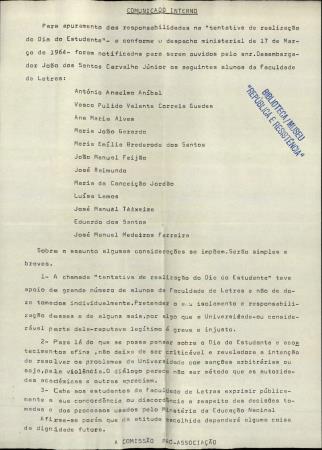 COMUNICADO INTERNO
Para apuramento das responsabilidades na "tentativa de realização
do Dia do Estudante"- e conforme o despacho ministerial de 17 de Mar-
ço de 1964- foram notificados para serem ouvidos pelo snr.Desembarga-
dor João dos Santos Carvalho Júnior os seguintes alunos da Faculdade
de Letras:
António Anselmo Aníbal
Vasco Pulido Valente Correia Guedes
Ana Maria Alves
Maria João Gerardo
Maria Emília Brederode dos Santos
João Manuel Feijão
José Raimundo
Maria da Conceição Jordão
Luísa Lemos
José Manuel Teixeira
Eduardo dos Santos
José Manuel Medeiros Ferreira
BIBLIOTECA/MUSEU
"REPÚBLICA E RESISTÊNCIA"
Sobre o assunto algumas considerações se impõem.Serão simples e
breves.
1- A chamada "tentativa de realização do Dia do Estudante" teve
apoio de grande número de alunos da Faculdade de Letras e não de do-
ze tomados individualmente.Pretender o seu isolamento e responsabili-
zação desses e de alguns mais,por algo que a Universidade-ou consider-
ável parte dela-reputava legítimo é grave e injusto.
2- Para lá do que se possa pensar sobre o Dia do Estudante e acon-
tecimentos afins,não deixa de ser criticável e reveladora a intenção
de resolver os problemas da Universidade com sanções arbitrárias ou
seja,pela violência.O diálogo parece não ser método que as autorida-
des académicas e outras apreciem.
3- Cabe aos estudantes da Faculdade de Letras exprimir publica-
mente a sua concordância ou discordância a respeito das decisões to-
madas e dos processos usados pelo Ministério da Educação Nacional
Afirme-se porém que da atitude escolhida dependerá alguma coisa
de dignidade futura.
A COMISSÃO PRÓ-ASSOCIAÇÃO